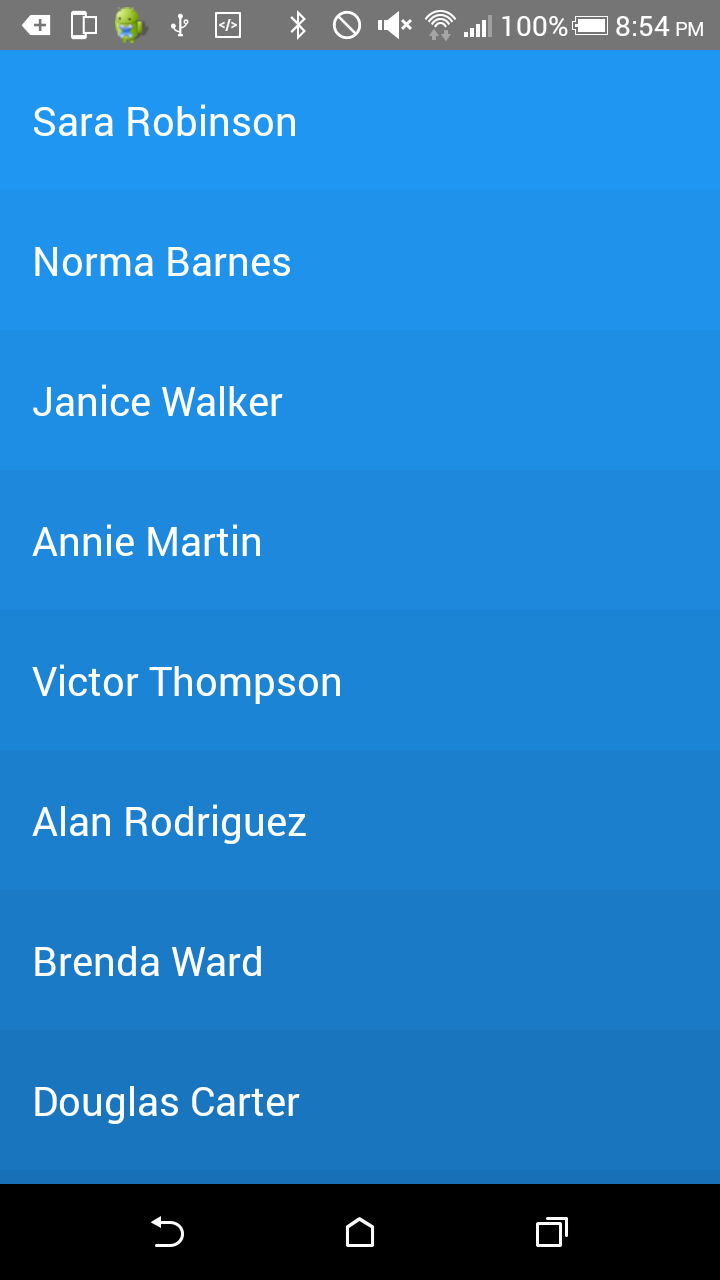 100% 8:54 PM
Sara Robinson
Norma Barnes
Janice Walker
Annie Martin
Victor Thompson
Alan Rodriguez
Brenda Ward
Douglas Carter